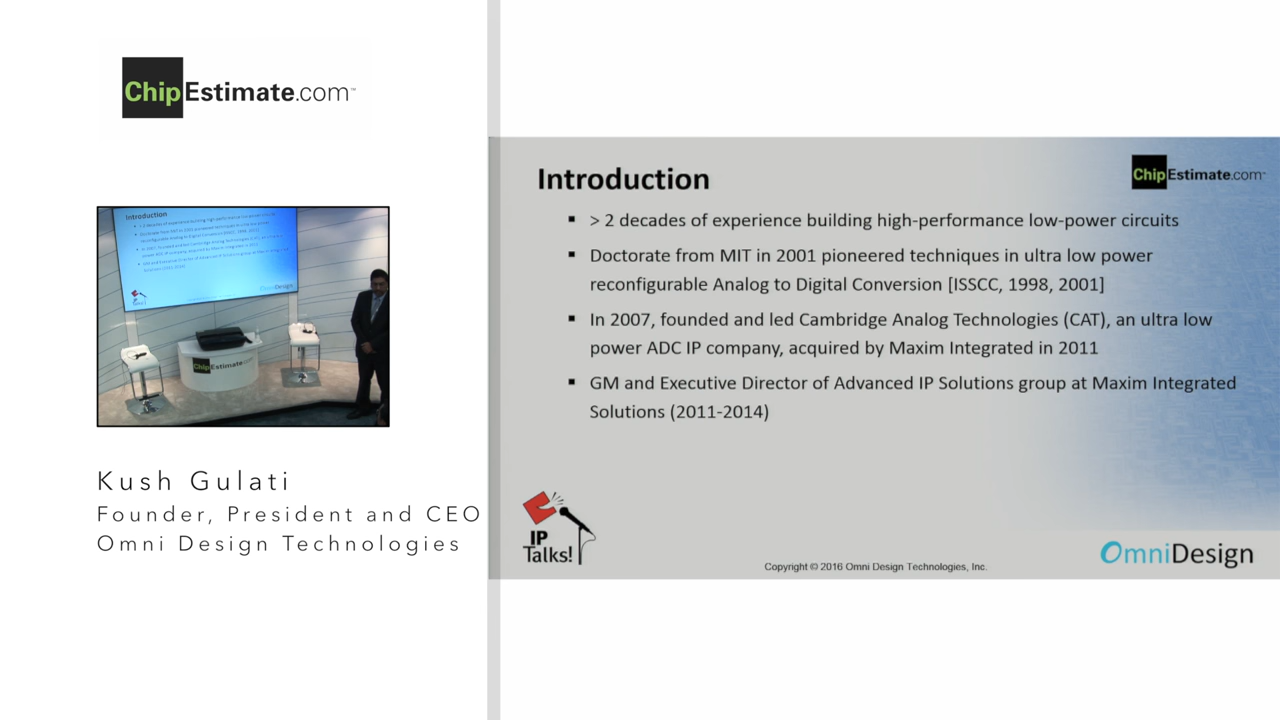 ChipEstimate.com™
Introduction
ChipEstimate.com
Kush Gulati
Founder, President and CEO
Omni Design Technologies
Introduction
ChipEstimate.com
▪ > 2 decades of experience building high-performance low-power circuits
▪ Doctorate from MIT in 2001 pioneered techniques in ultra low power
reconfigurable Analog to Digital Conversion [ISSCC, 1998, 2001]
▪ In 2007, founded and led Cambridge Analog Technologies (CAT), an ultra low
power ADC IP company, acquired by Maxim Integrated in 2011
▪ GM and Executive Director of Advanced IP Solutions group at Maxim Integrated
Solutions (2011-2014)
IP
Talks!
Copyright © 2016 Omni Design Technologies, Inc.
OmniDesign